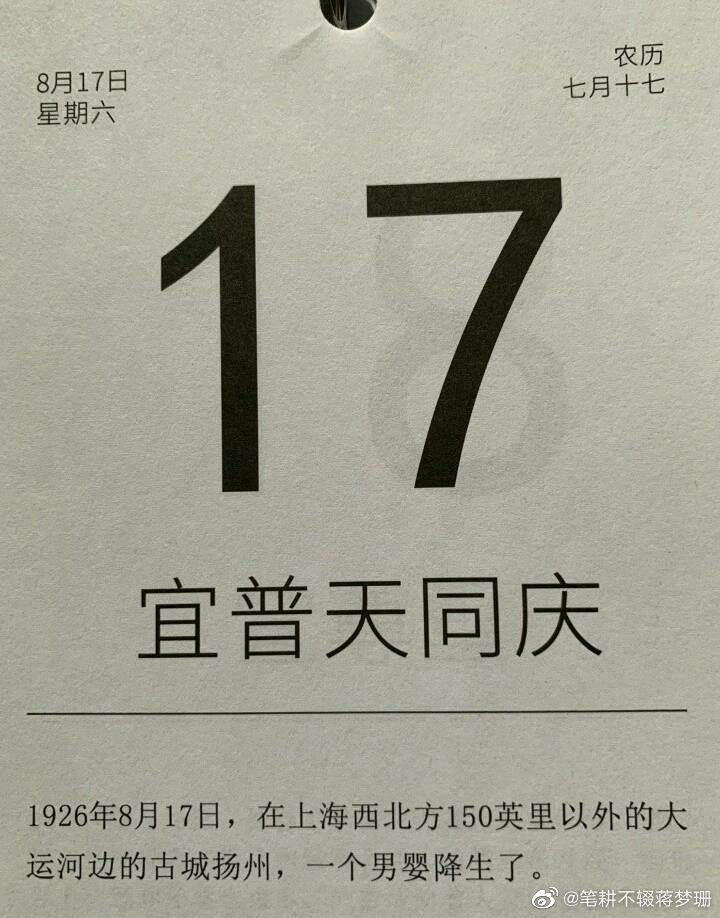 8月17日
星期六
农历
七月十七
17
宜普天同庆
1926年8月17日，在上海西北方150英里以外的大
运河边的古城扬州，一个男婴降生了。
@笔耕不辍蒋梦珊